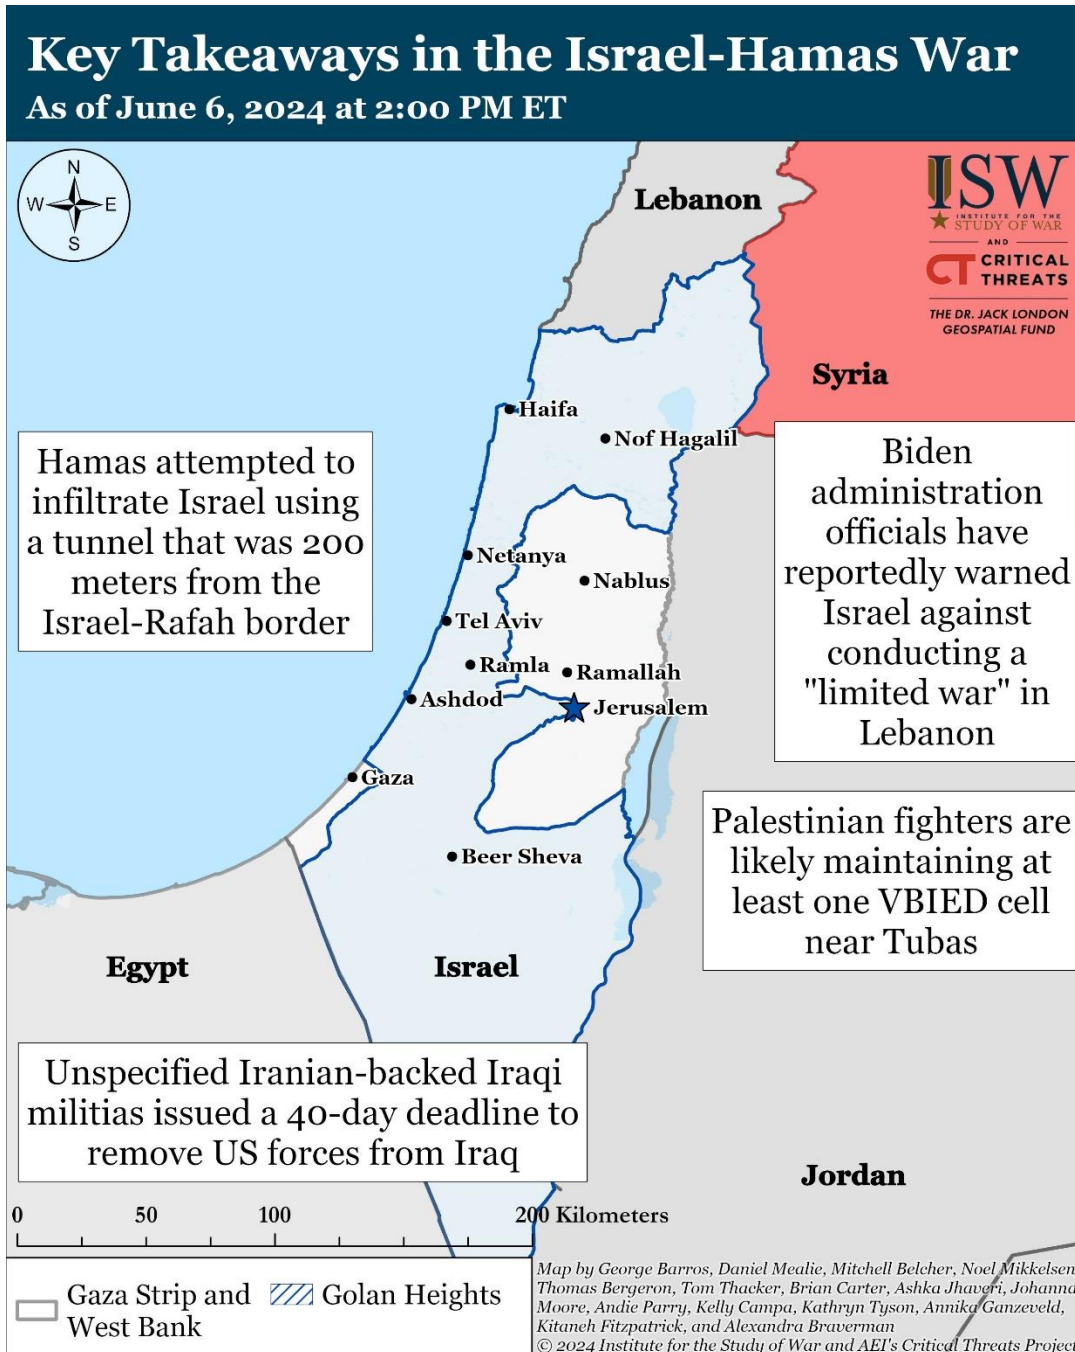 Key Takeaways in the Israel-Hamas War
As of June 6, 2024 at 2:00 PM ET
N
W
E
S
ISW
INSTITUTE FOR THE
STUDY OF WAR
AND
CT CRITICAL
THREATS
THE DR. JACK LONDON
GEOSPATIAL FUND
Lebanon
Syria
Haifa
Nof Hagalil
Hamas attempted to
infiltrate Israel using
a tunnel that was 200
meters from the
Israel-Rafah border
Biden
administration
officials have
reportedly warned
Israel against
conducting a
"limited war" in
Lebanon
Netanya
Nablus
Tel Aviv
Ramla
Ramallah
Ashdod
Jerusalem
Gaza
Beer Sheva
Palestinian fighters are
likely maintaining at
least one VBIED cell
near Tubas
Egypt
Israel
Unspecified Iranian-backed Iraqi
militias issued a 40-day deadline to
remove US forces from Iraq
Jordan
0 50 100 200 Kilometers
Gaza Strip and
West Bank
Golan Heights
Map by George Barros, Daniel Mealie, Mitchell Belcher, Noel Mikkelsen,
Thomas Bergeron, Tom Thacker, Brian Carter, Ashka Jhaveri, Johanna
Moore, Andie Parry, Kelly Campa, Kathryn Tyson, Annika Ganzeveld,
Kitaneh Fitzpatrick, and Alexandra Braverman
© 2024 Institute for the Study of War and AEI's Critical Threats Project